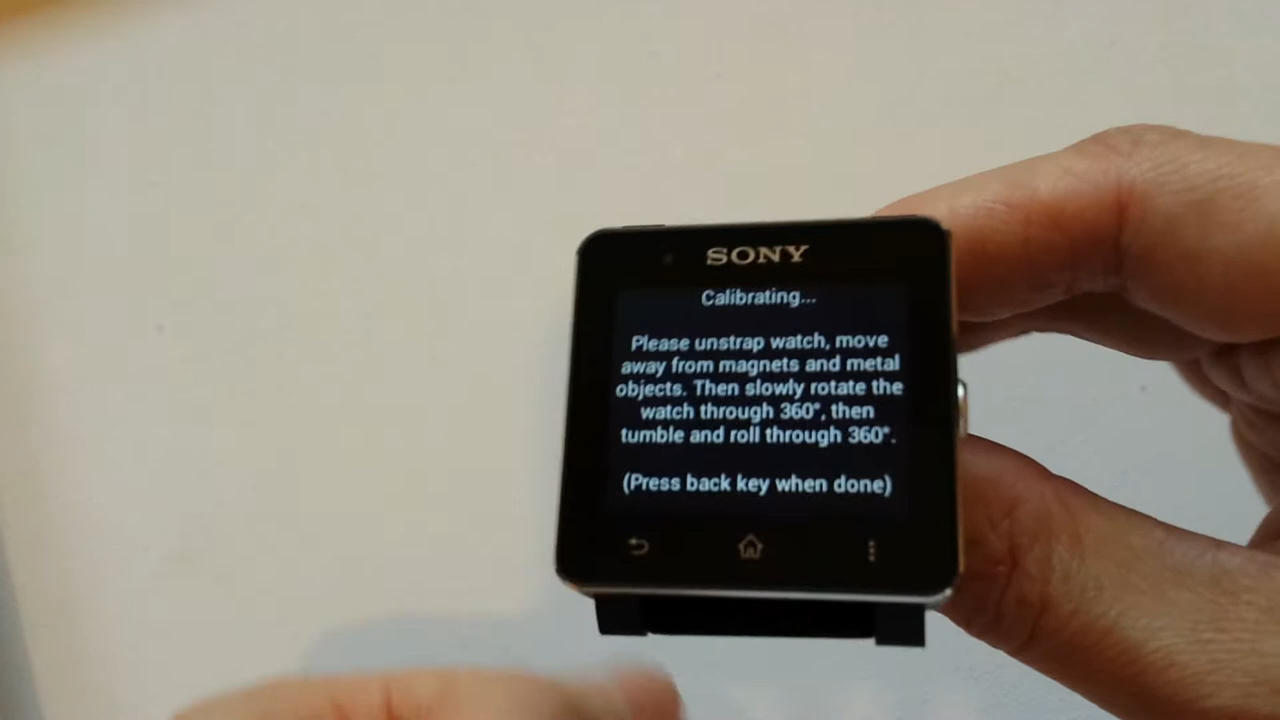 SONY
Calibrating...
Please unstrap watch, move
away from magnets and metal
objects. Then slowly rotate the
watch through 360°, then
tumble and roll through 360°.
(Press back key when done)